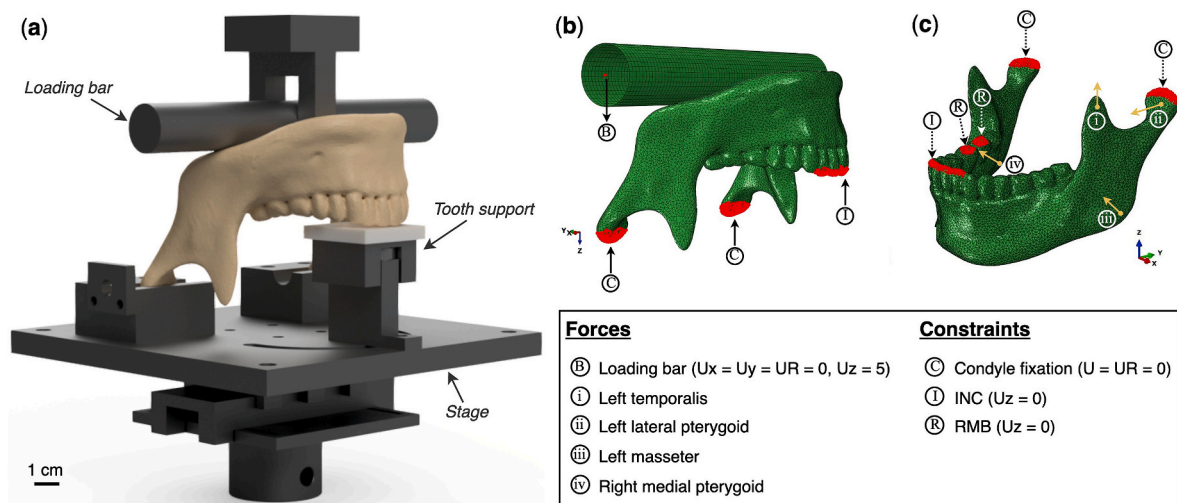 (a)
Loading bar
Tooth support
Stage
1 cm
(b)
B
C
C
I
Y X
Z
(c)
C
C
R
R
I
i
ii
iv
iii
Z
Y
X
Forces
B Loading bar (Ux = Uy = UR = 0, Uz = 5)
i Left temporalis
ii Left lateral pterygoid
iii Left masseter
iv Right medial pterygoid
Constraints
C Condyle fixation (U = UR = 0)
I INC (Uz = 0)
R RMB (Uz = 0)